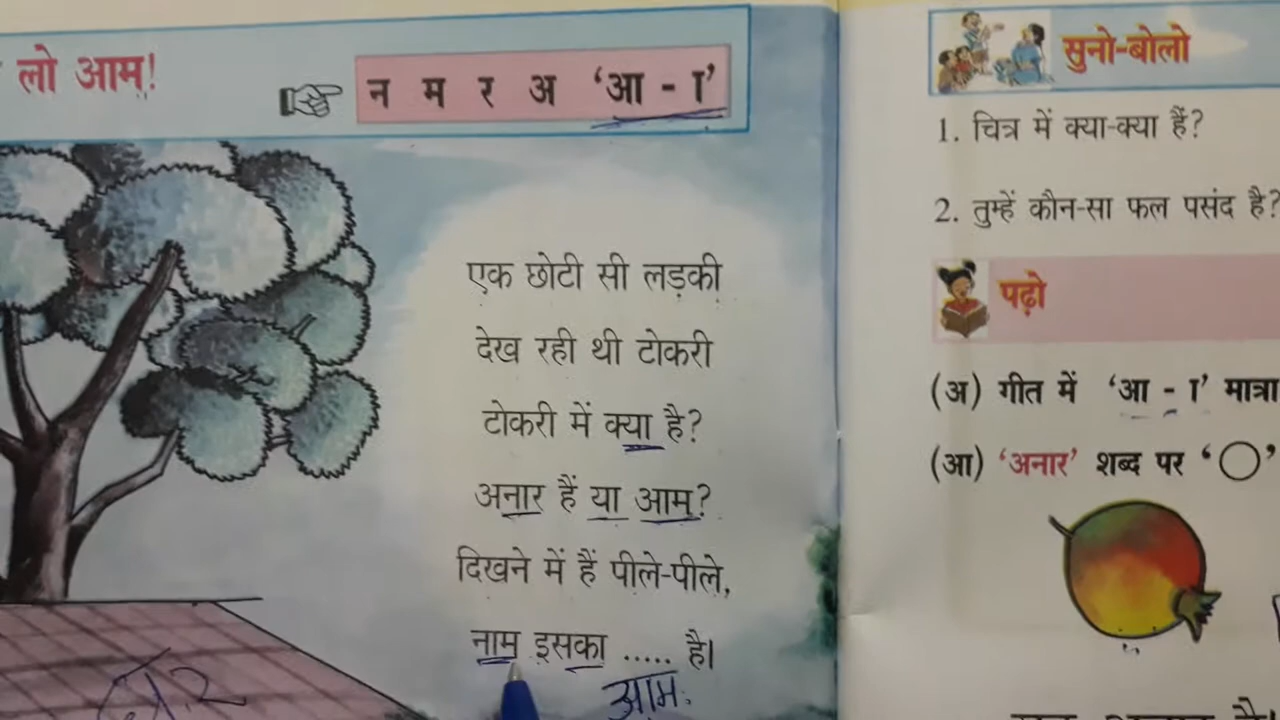 लो आम!
न म र अ ‘आ - ा’
एक छोटी सी लड़की
देख रही थी टोकरी
टोकरी में क्या है?
अनार हैं या आम?
दिखने में हैं पीले-पीले,
नाम इसका ..... है।
आम
सुनो-बोलो
1. चित्र में क्या-क्या हैं?
2. तुम्हें कौन-सा फल पसंद है?
पढ़ो
(अ) गीत में ‘आ - ा’ मात्रा
(आ) ‘अनार’ शब्द पर ‘◯’